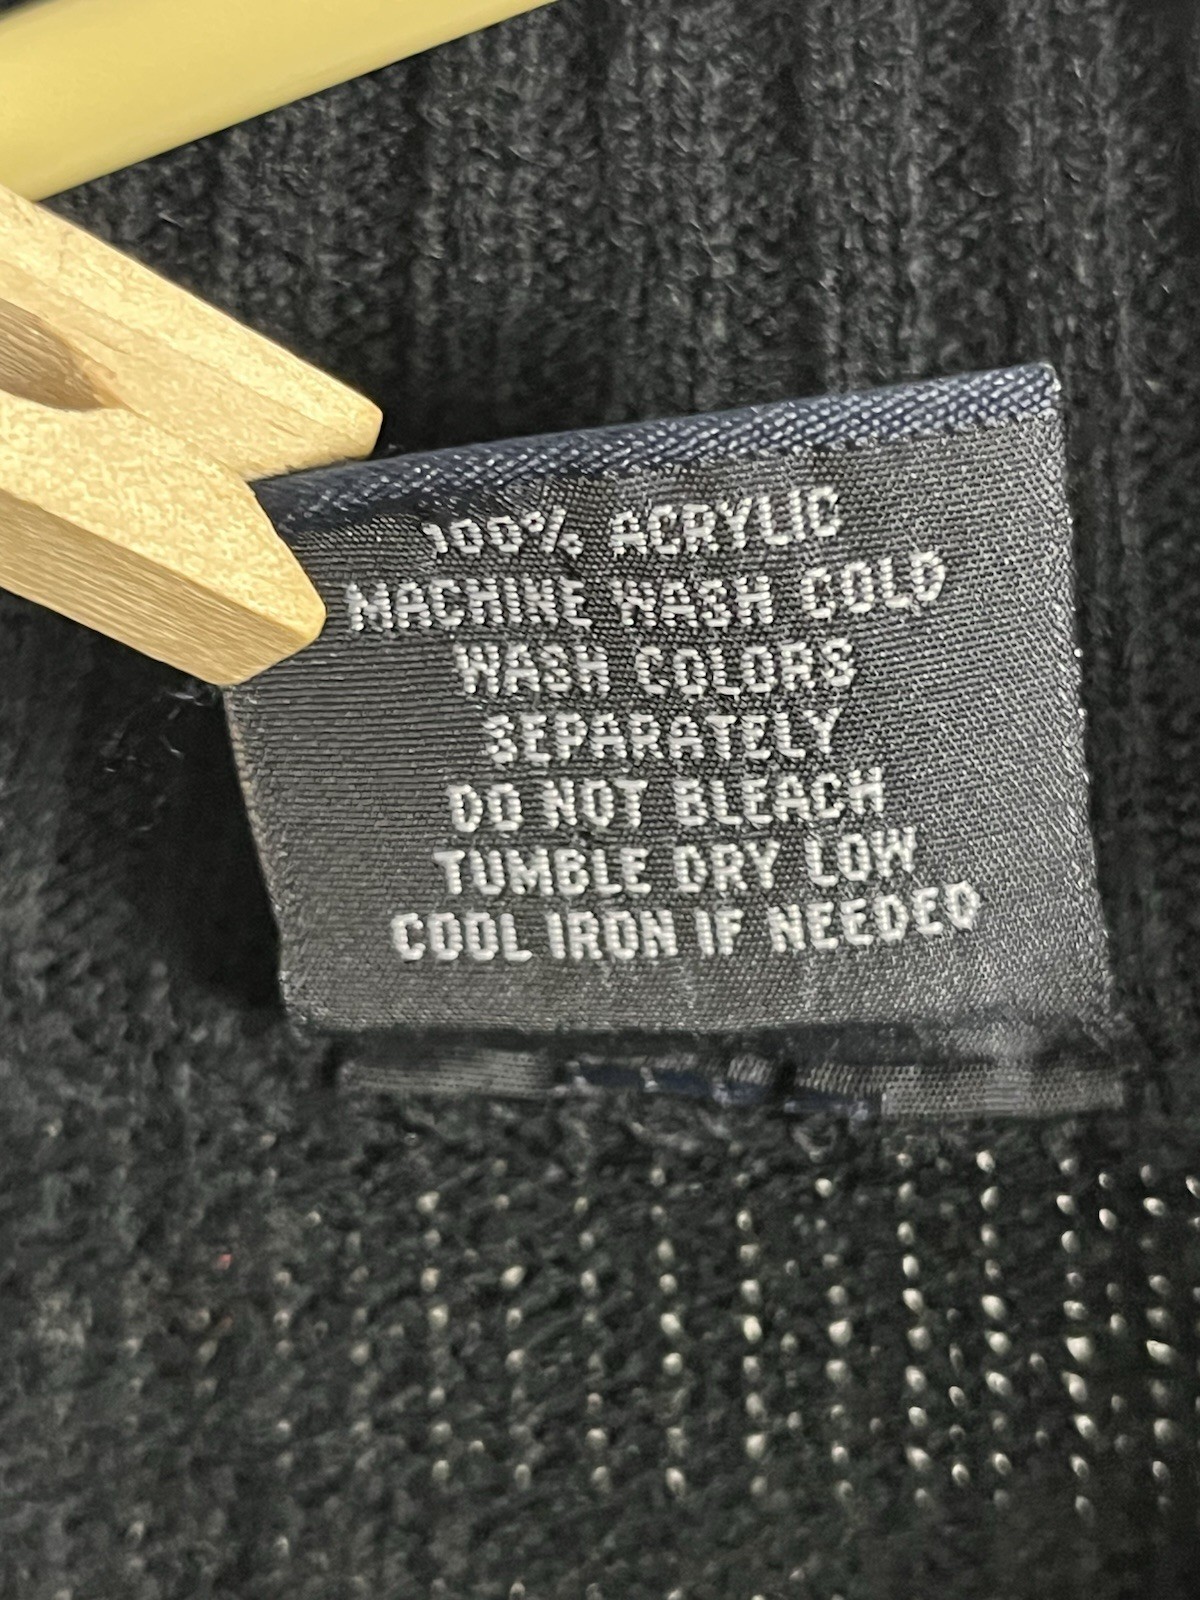 100% ACRYLIC
MACHINE WASH COLD
WASH COLORS
SEPARATELY
DO NOT BLEACH
TUMBLE DRY LOW
COOL IRON IF NEEDED